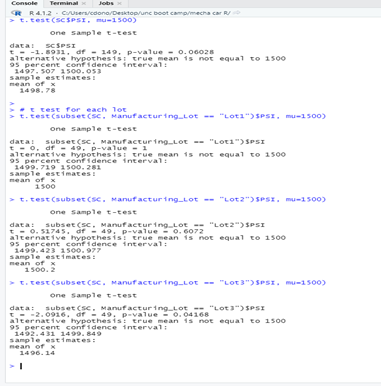 Console Terminal × Jobs ×
R 4.1.2 · C:/Users/cdono/Desktop/unc boot camp/mecha car R/
> t.test(SC$PSI, mu=1500)
One Sample t-test
data: SC$PSI
t = -1.8931, df = 149, p-value = 0.06028
alternative hypothesis: true mean is not equal to 1500
95 percent confidence interval:
1497.507 1500.053
sample estimates:
mean of x
1498.78
>
> # t test for each lot
> t.test(subset(SC, Manufacturing_Lot == "Lot1")$PSI, mu=1500)
One Sample t-test
data: subset(SC, Manufacturing_Lot == "Lot1")$PSI
t = 0, df = 49, p-value = 1
alternative hypothesis: true mean is not equal to 1500
95 percent confidence interval:
1499.719 1500.281
sample estimates:
mean of x
1500
> t.test(subset(SC, Manufacturing_Lot == "Lot2")$PSI, mu=1500)
One Sample t-test
data: subset(SC, Manufacturing_Lot == "Lot2")$PSI
t = 0.51745, df = 49, p-value = 0.6072
alternative hypothesis: true mean is not equal to 1500
95 percent confidence interval:
1499.423 1500.977
sample estimates:
mean of x
1500.2
> t.test(subset(SC, Manufacturing_Lot == "Lot3")$PSI, mu=1500)
One Sample t-test
data: subset(SC, Manufacturing_Lot == "Lot3")$PSI
t = -2.0916, df = 49, p-value = 0.04168
alternative hypothesis: true mean is not equal to 1500
95 percent confidence interval:
1492.431 1499.849
sample estimates:
mean of x
1496.14
>